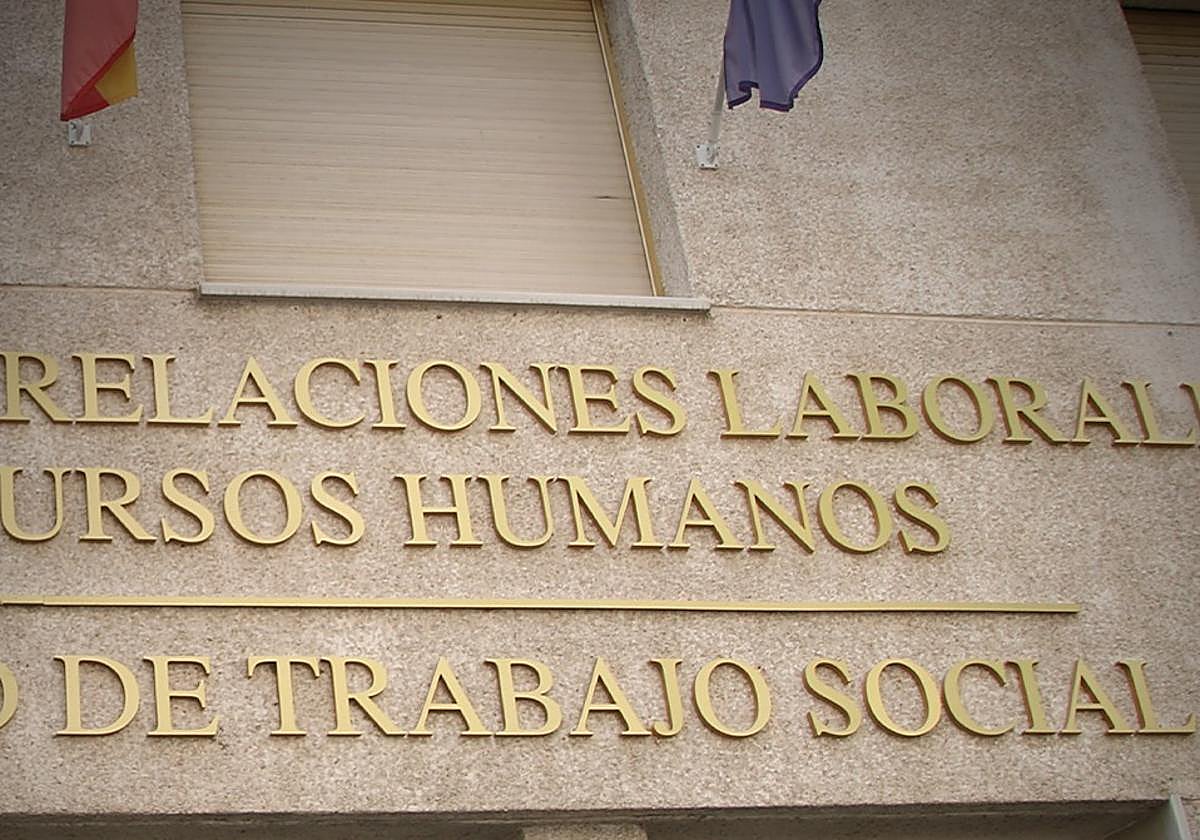 RELACIONES LABORAL
URSOS HUMANOS
O DE TRABAJO SOCIAL